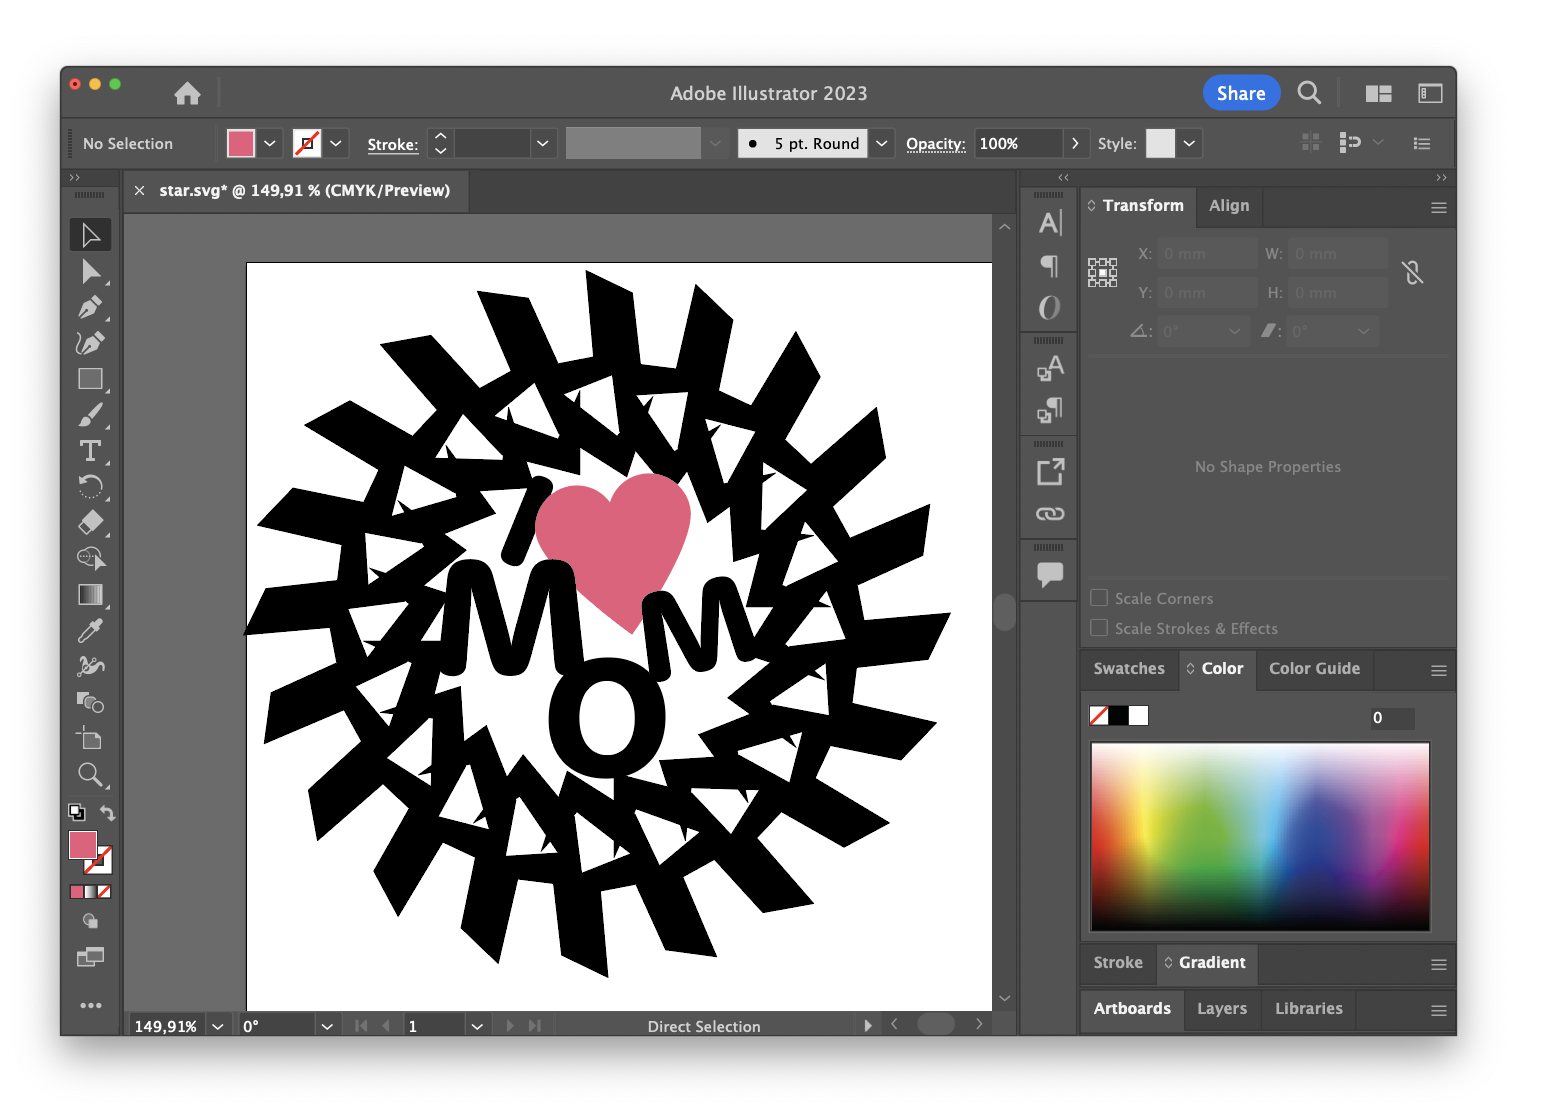 Adobe Illustrator 2023
Share
No Selection
Stroke:
5 pt. Round
Opacity:
100%
Style:
star.svg* @ 149,91 % (CMYK/Preview)
Transform
Align
X:
0 mm
W:
0 mm
Y:
0 mm
H:
0 mm
0°
0°
No Shape Properties
Scale Corners
Scale Strokes & Effects
Swatches
Color
Color Guide
0
I
MOM
Stroke
Gradient
Artboards
Layers
Libraries
149,91%
0°
1
Direct Selection